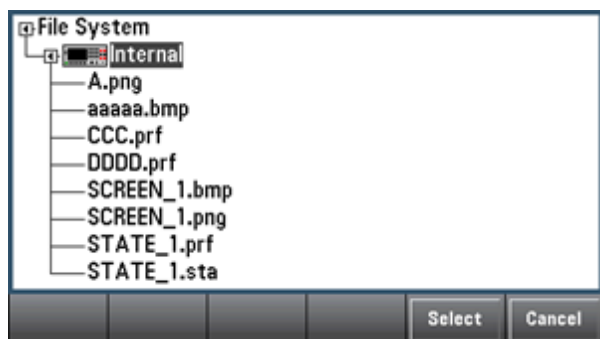 File System
Internal
A.png
aaaaa.bmp
CCC.prf
DDDD.prf
SCREEN_1.bmp
SCREEN_1.png
STATE_1.prf
STATE_1.sta
Select Cancel